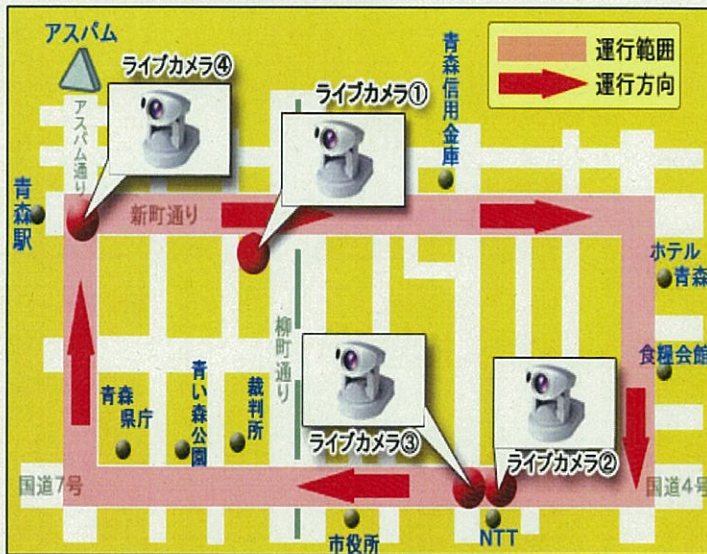 アスパム
ライブカメラ④
ライブカメラ①
青森信用金庫
運行範囲
運行方向
アスパム通り
青森駅
新町通り
ホテル
青森
柳町通り
食糧会館
青森
県庁
青い森公園
裁判所
ライブカメラ③
ライブカメラ②
国道7号
国道4号
市役所
NTT